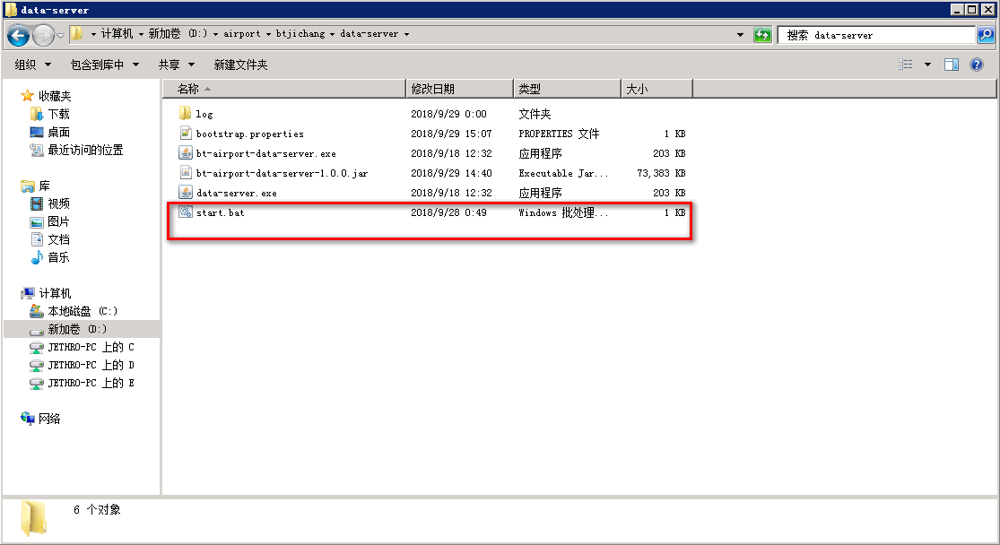 data-server
计算机 新加卷 (D:) airport btjichang data-server
搜索 data-server
组织 包含到库中 共享 新建文件夹
收藏夹
下载
桌面
最近访问的位置
库
视频
图片
文档
音乐
计算机
本地磁盘 (C:)
新加卷 (D:)
JETHRO-PC 上的 C
JETHRO-PC 上的 D
JETHRO-PC 上的 E
网络
名称 修改日期 类型 大小
log 2018/9/29 0:00 文件夹
bootstrap.properties 2018/9/29 15:07 PROPERTIES 文件 1 KB
bt-airport-data-server.exe 2018/9/18 12:32 应用程序 203 KB
bt-airport-data-server-1.0.0.jar 2018/9/29 14:40 Executable Jar... 73,383 KB
data-server.exe 2018/9/18 12:32 应用程序 203 KB
start.bat 2018/9/28 0:49 Windows 批处理... 1 KB
6 个对象